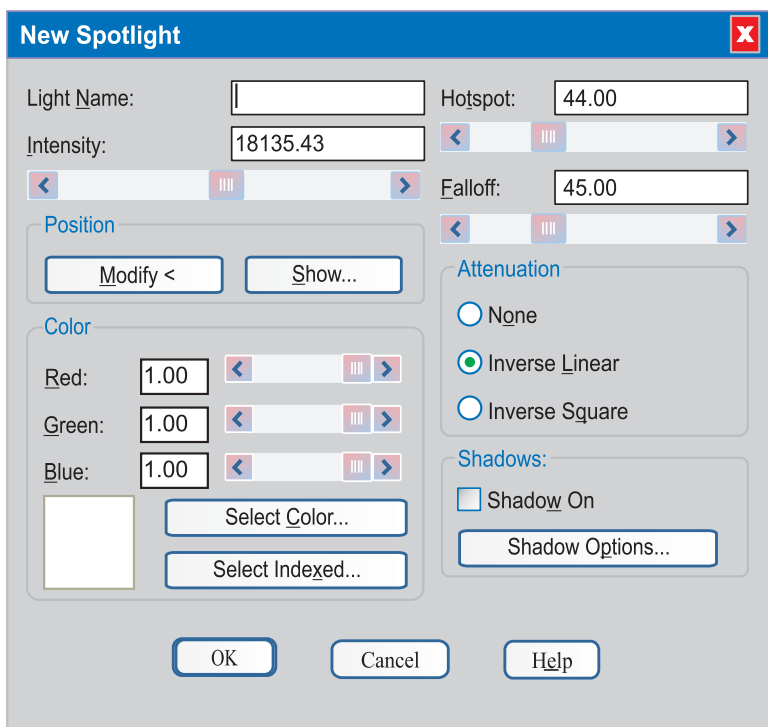 New Spotlight
Light Name:
Intensity: 18135.43
Hotspot: 44.00
Falloff: 45.00
Position
Modify < Show...
Color
Red: 1.00
Green: 1.00
Blue: 1.00
Select Color...
Select Indexed...
Attenuation
None
Inverse Linear
Inverse Square
Shadows:
Shadow On
Shadow Options...
OK Cancel Help